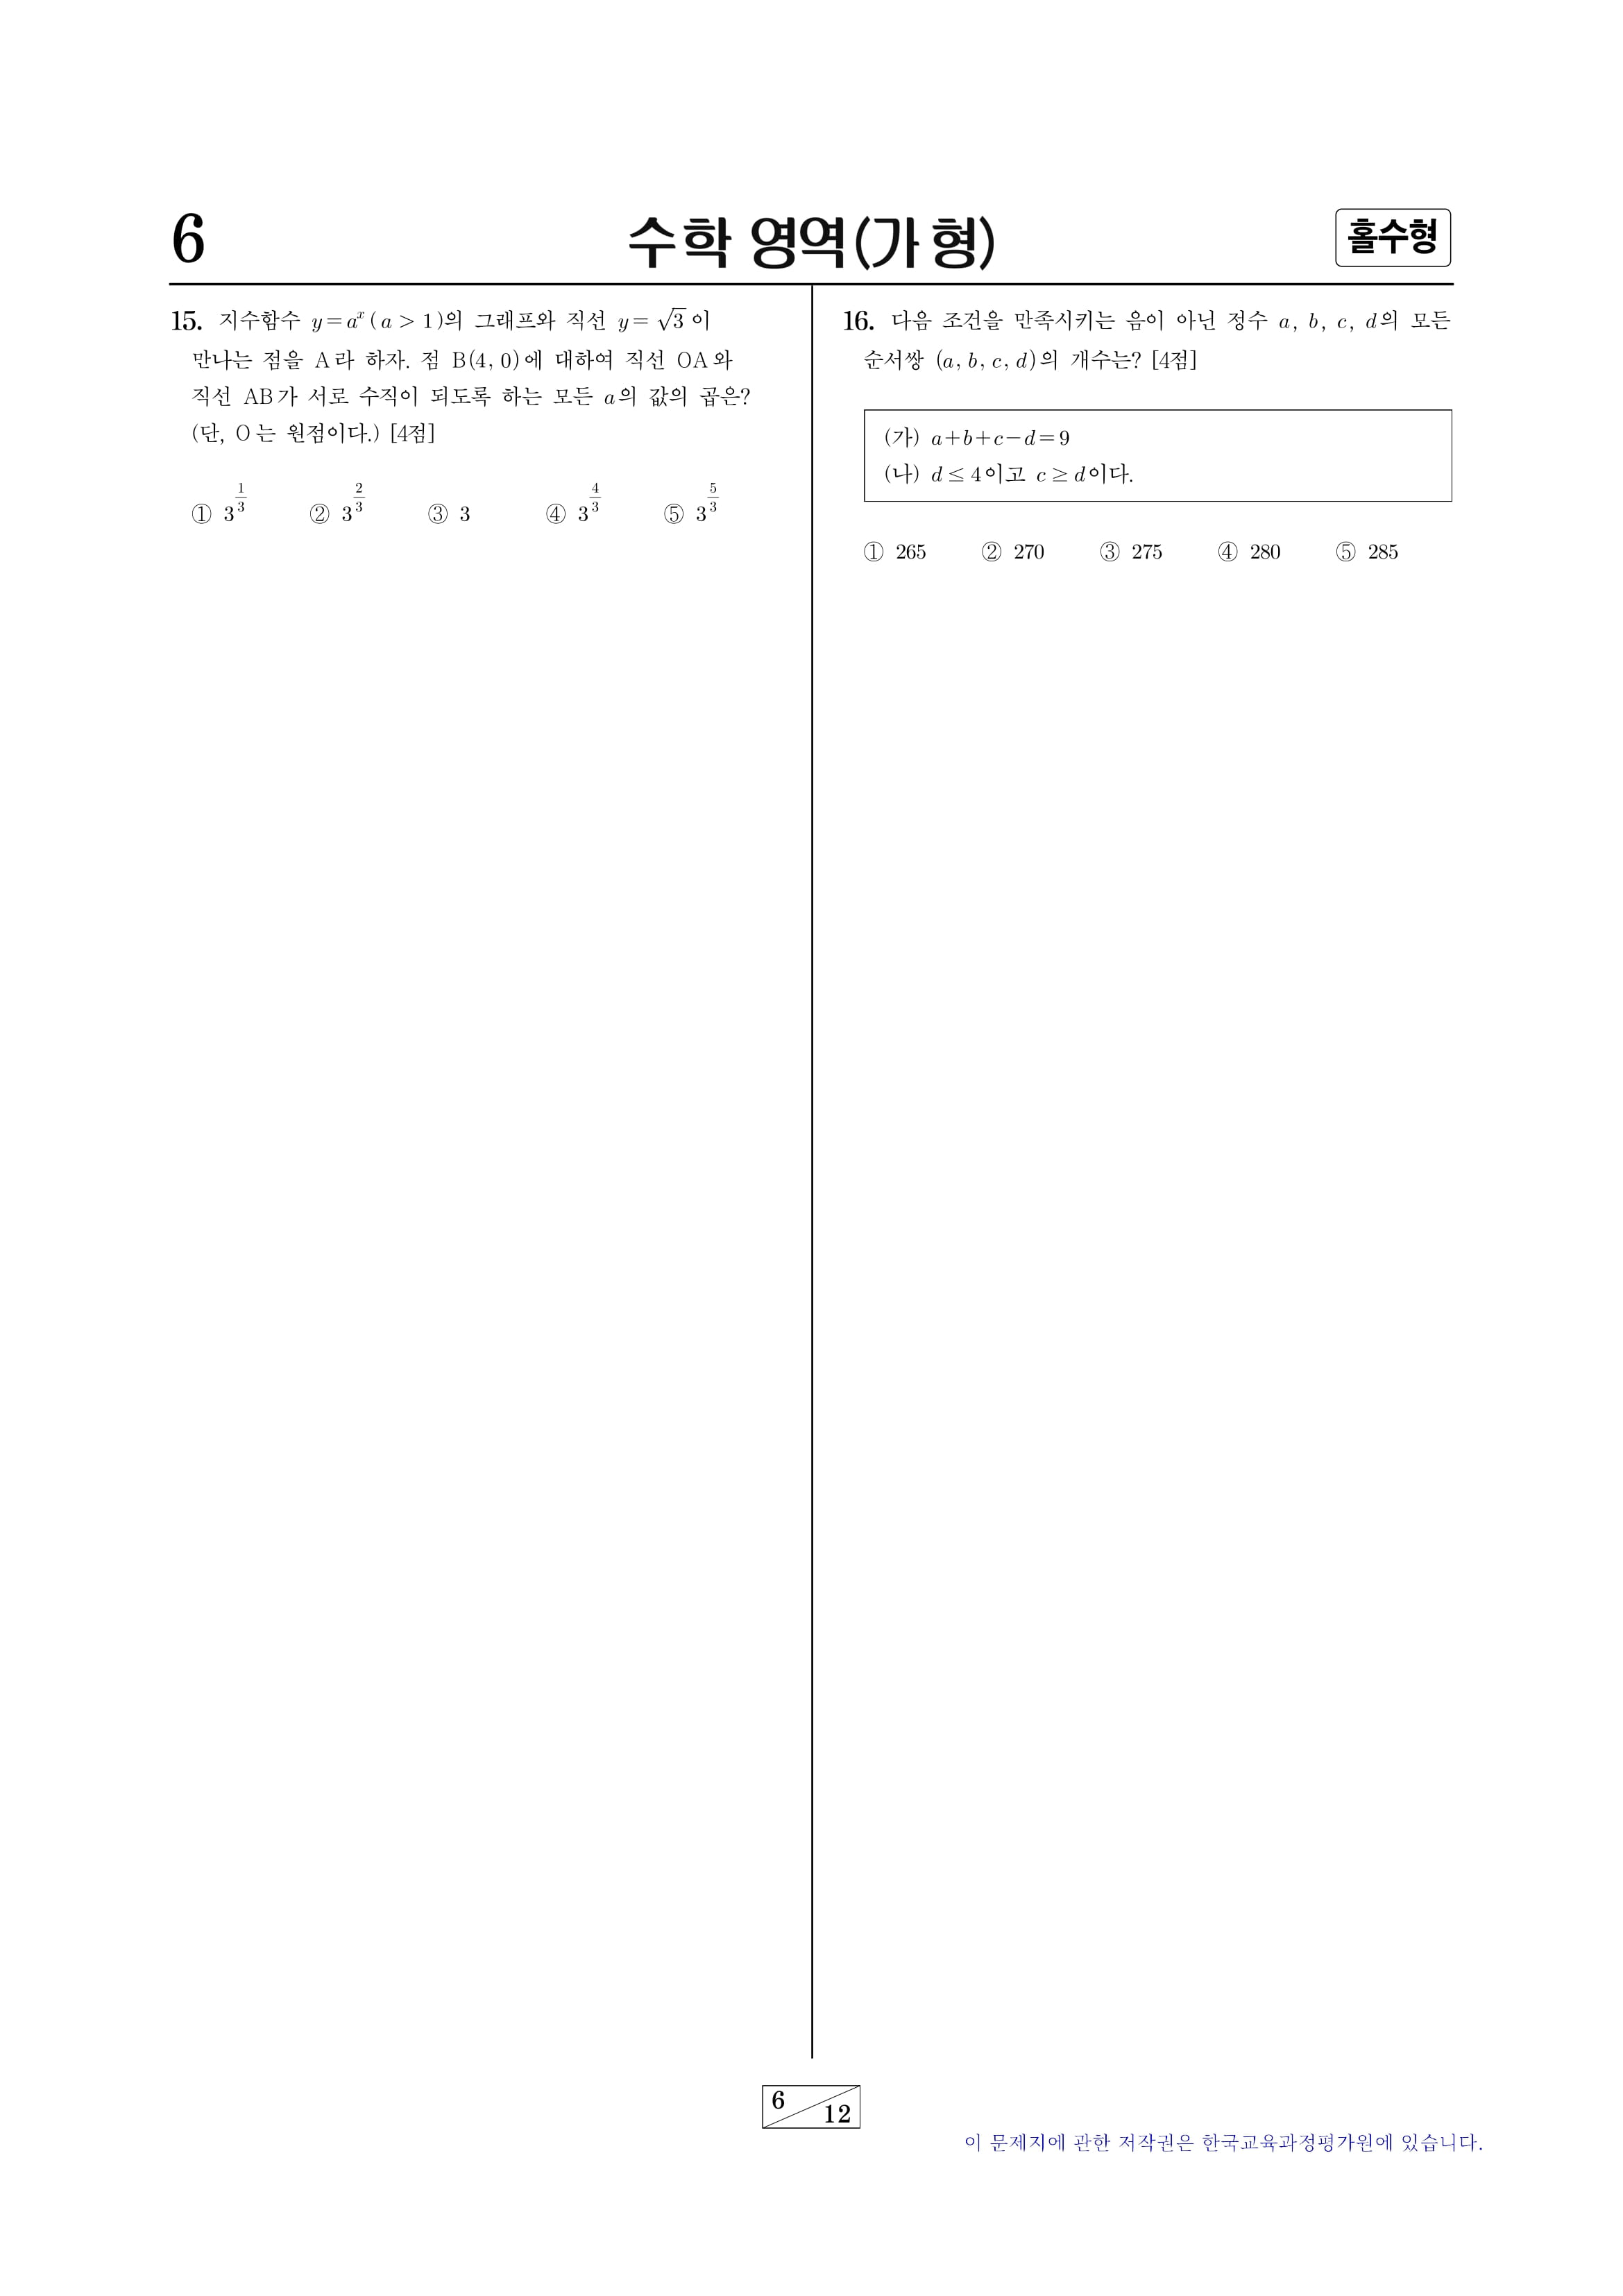 6
수학 영역(가 형)
홀수형
15. 지수함수 y=a^x (a > 1)의 그래프와 직선 y=√3 이
만나는 점을 A라 하자. 점 B(4, 0)에 대하여 직선 OA와
직선 AB가 서로 수직이 되도록 하는 모든 a의 값의 곱은?
(단, O는 원점이다.) [4점]
① 3^(1/3) ② 3^(2/3) ③ 3 ④ 3^(4/3) ⑤ 3^(5/3)
16. 다음 조건을 만족시키는 음이 아닌 정수 a, b, c, d의 모든
순서쌍 (a, b, c, d)의 개수는? [4점]
(가) a+b+c-d=9
(나) d ≤ 4이고 c ≥ d이다.
① 265 ② 270 ③ 275 ④ 280 ⑤ 285
6
12
이 문제지에 관한 저작권은 한국교육과정평가원에 있습니다.